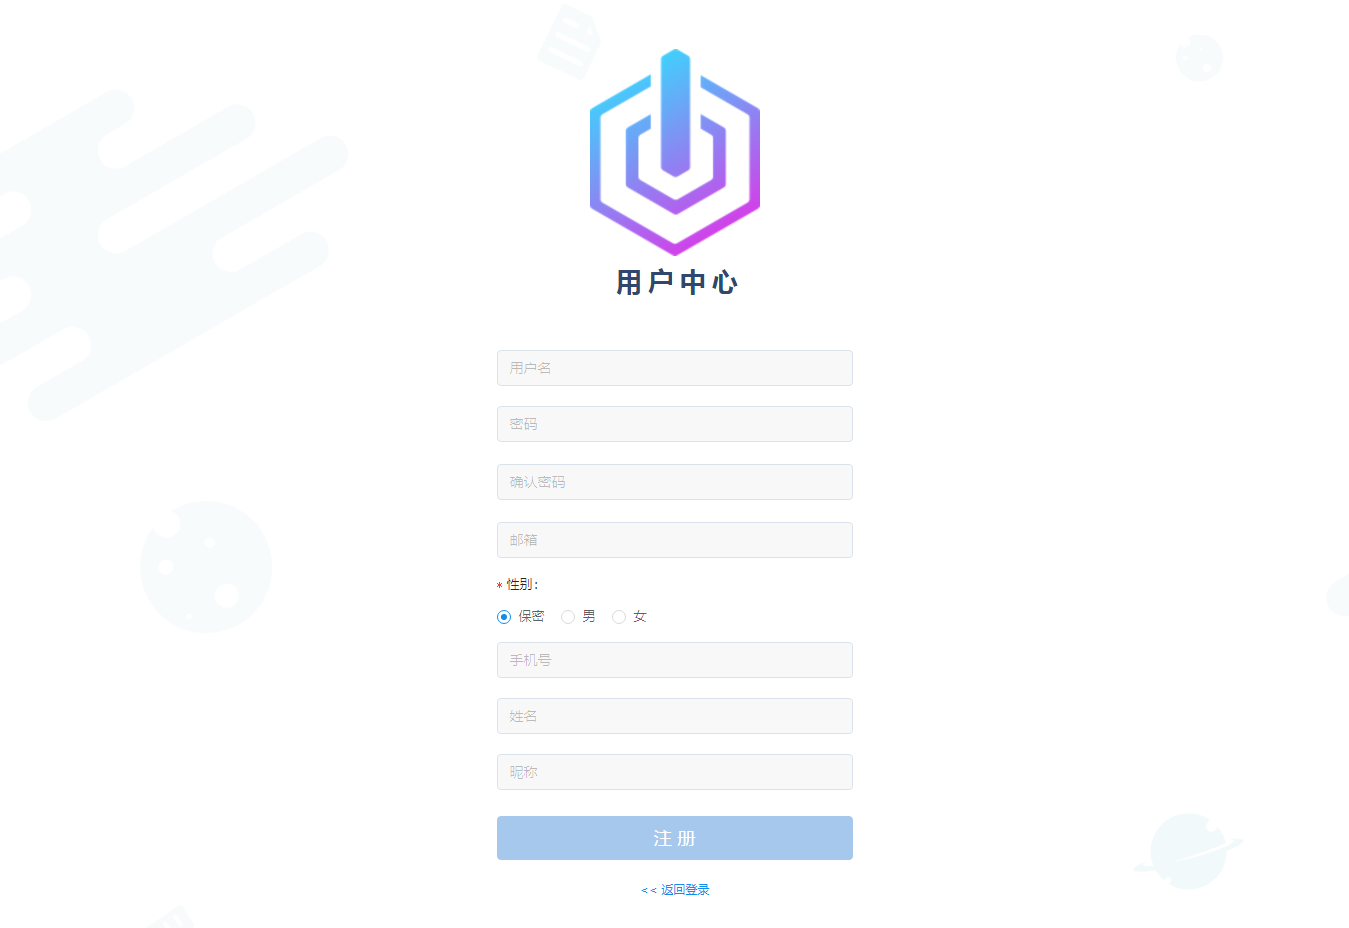 用户中心
用户名
密码
确认密码
邮箱
* 性别:
保密 男 女
手机号
姓名
昵称
注 册
<< 返回登录